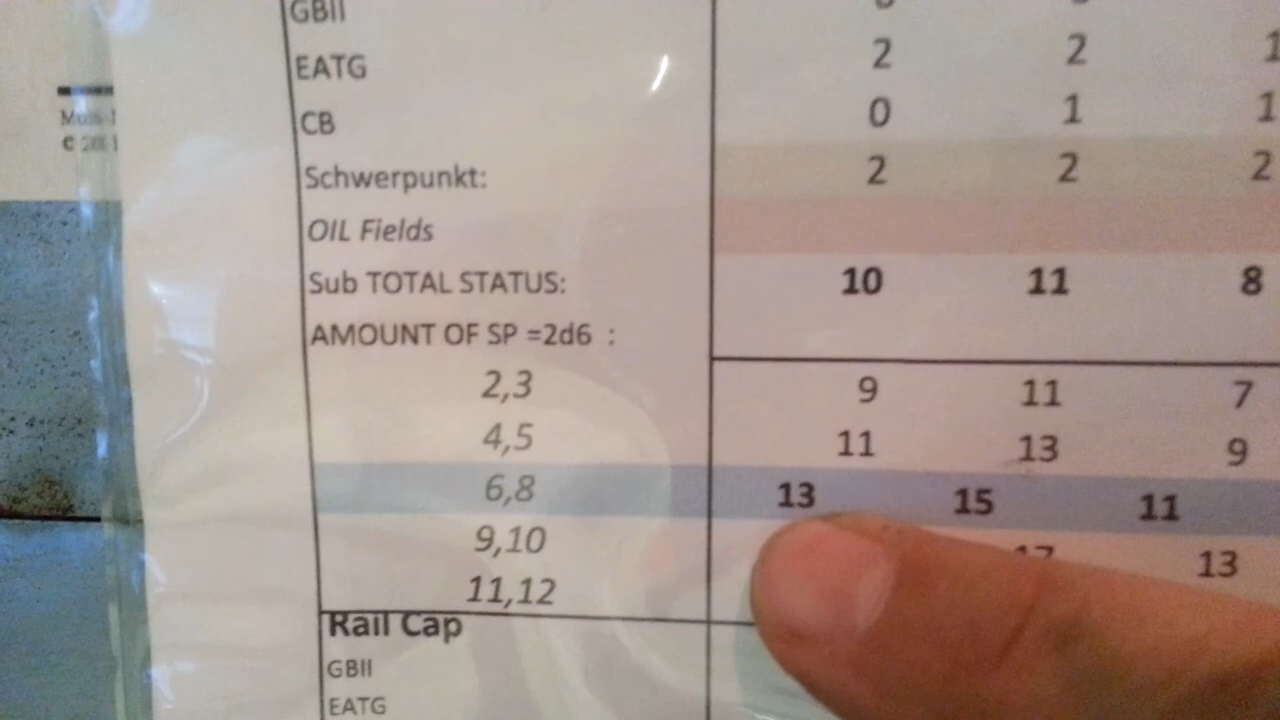 GBII
EATG 2 2 1
CB 0 1 1
Schwerpunkt: 2 2 2
OIL Fields
Sub TOTAL STATUS: 10 11 8
AMOUNT OF SP =2d6 :
2,3 9 11 7
4,5 11 13 9
6,8 13 15 11
9,10 17 13
11,12
Rail Cap
GBII
EATG